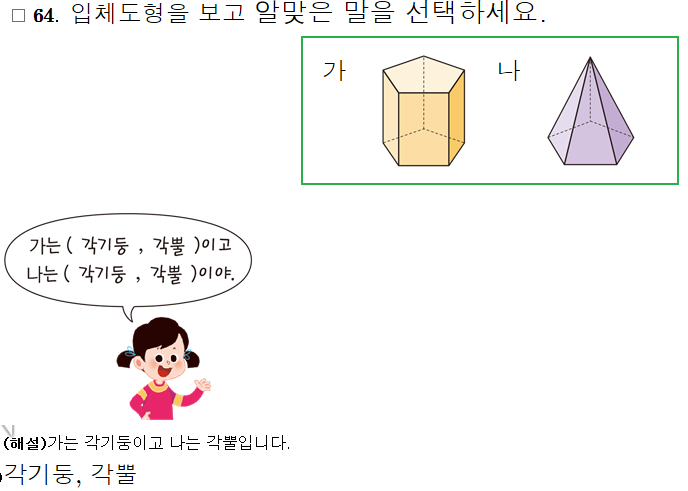 □ 64. 입체도형을 보고 알맞은 말을 선택하세요.
가 나
가는 ( 각기둥 , 각뿔 )이고
나는 ( 각기둥 , 각뿔 )이야.
(해설)가는 각기둥이고 나는 각뿔입니다.
각기둥, 각뿔